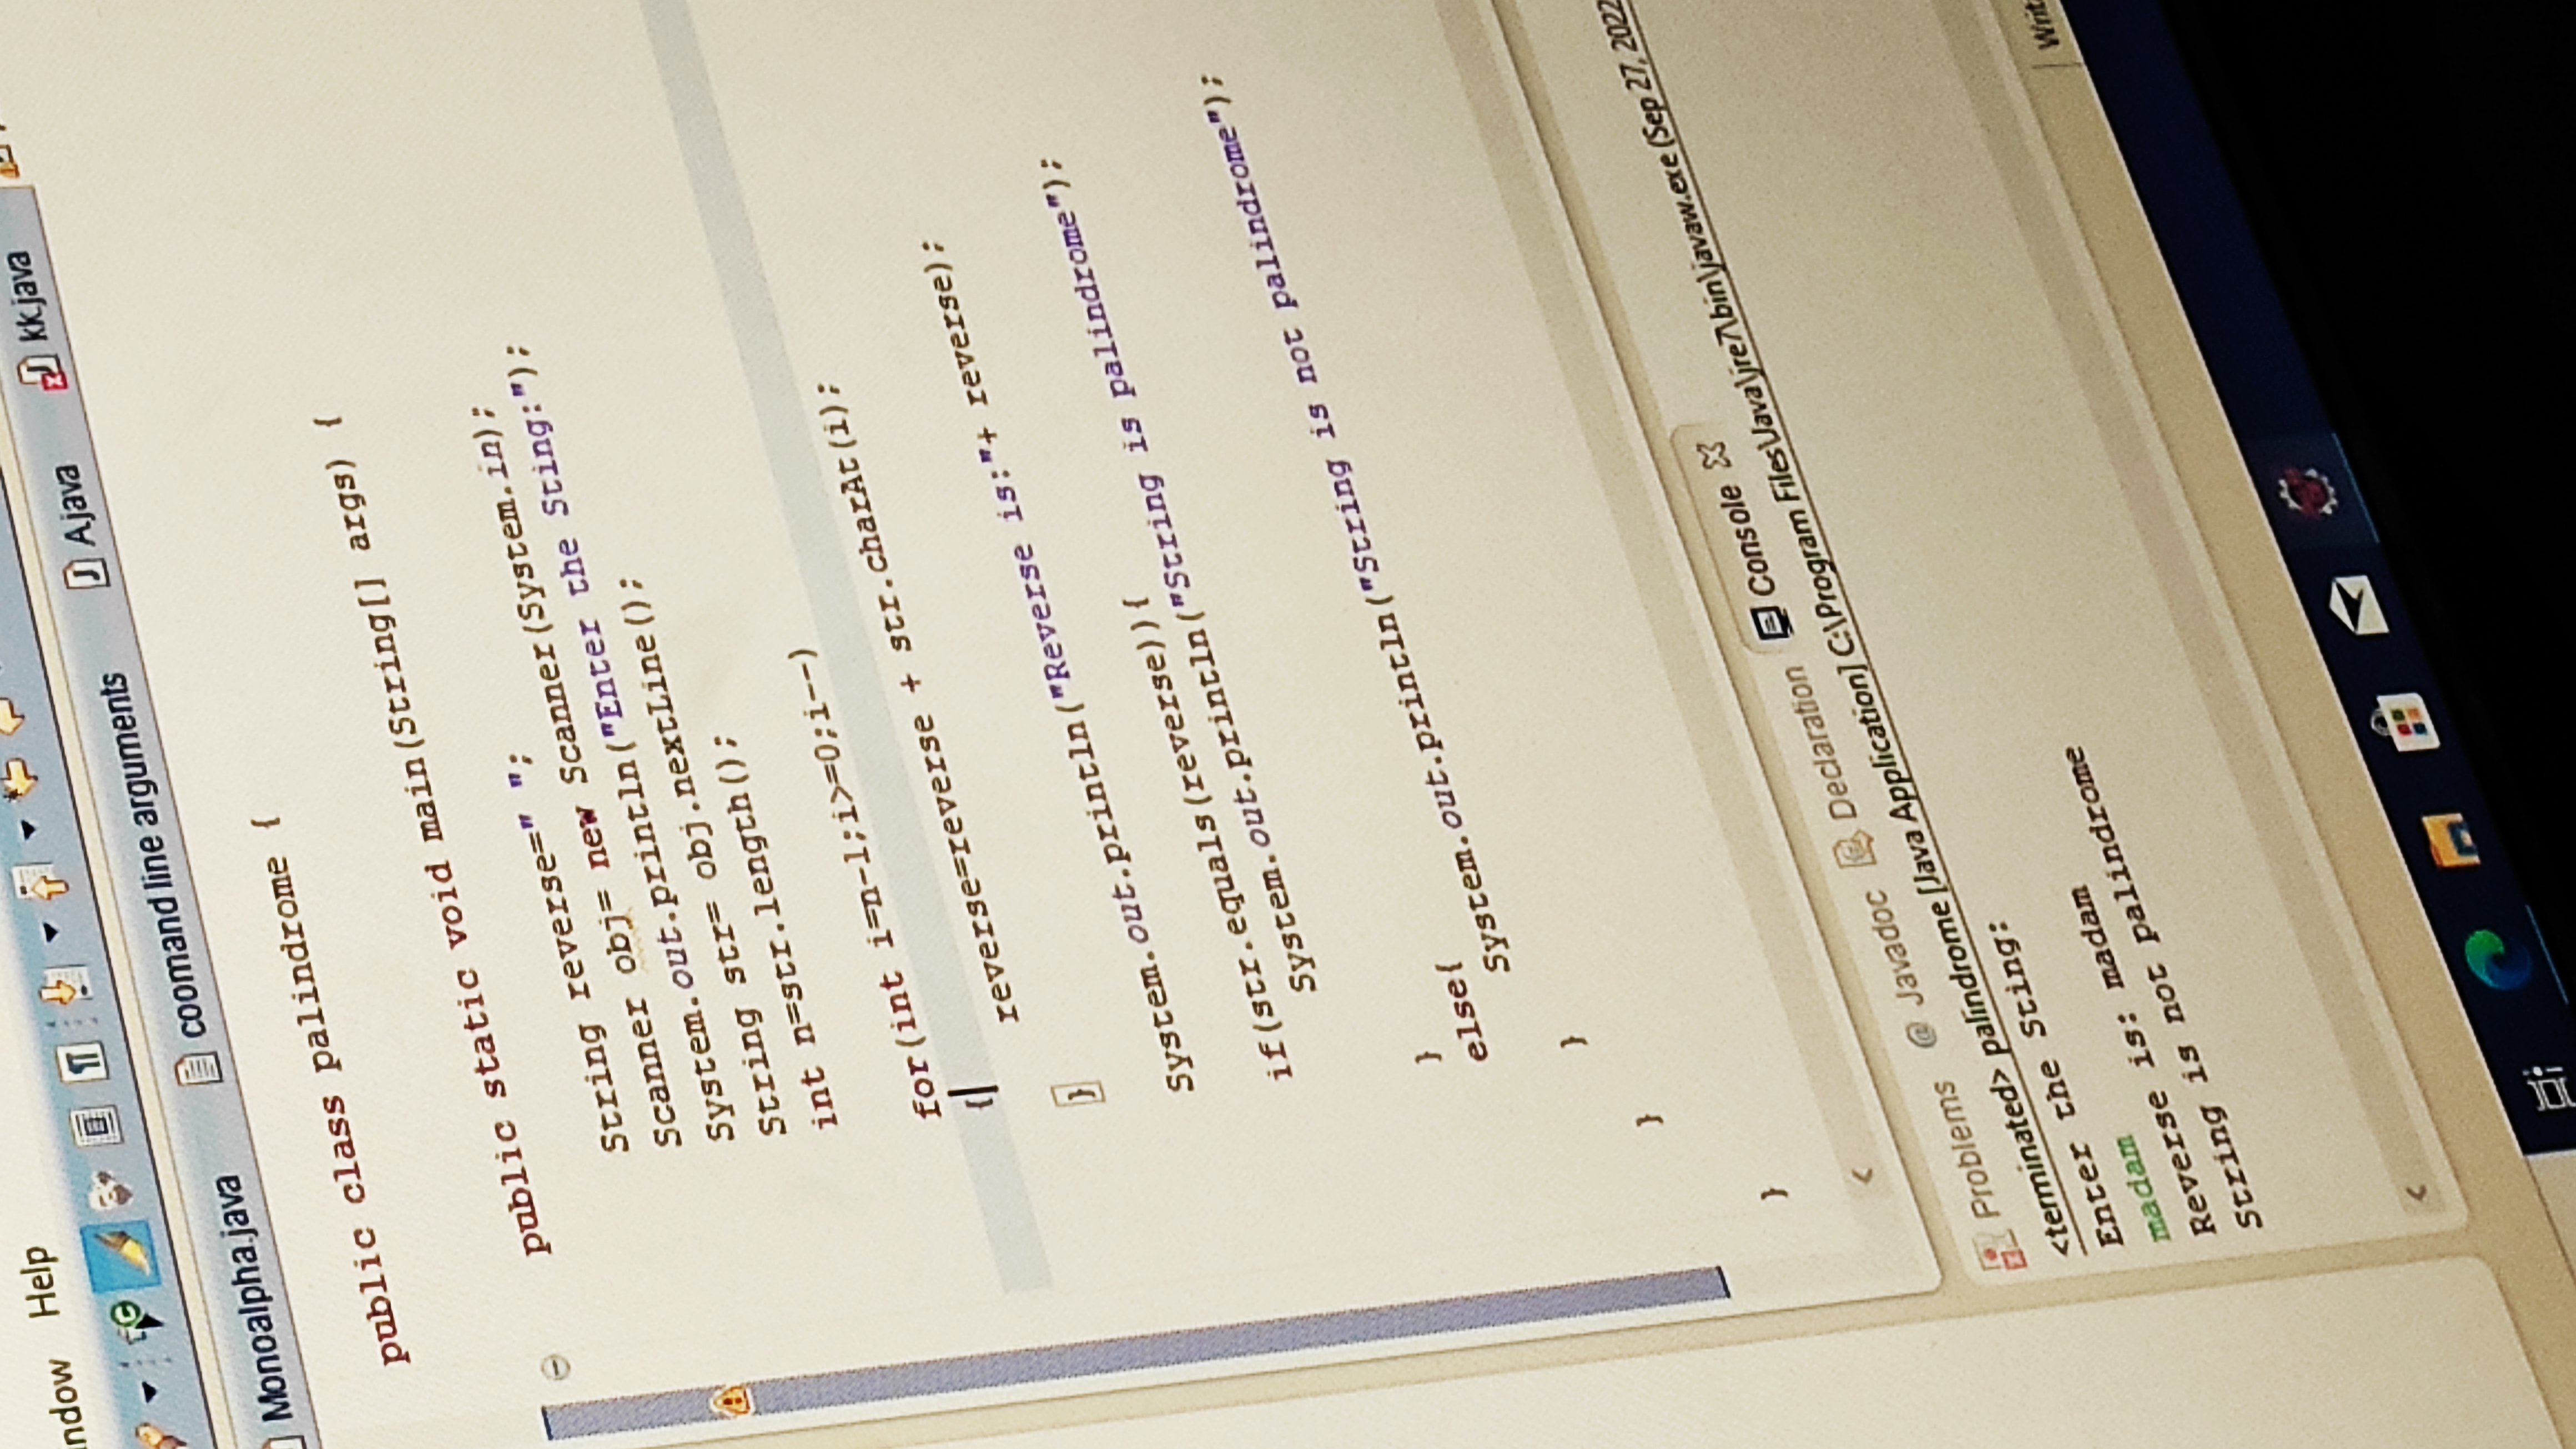 Help
Monoalpha.java coomand line arguments A.java kk.java
public class palindrome {
public static void main(String[] args) {
String reverse=" ";
Scanner obj= new Scanner(System.in);
System.out.println("Enter the Sting:");
String str= obj.nextLine();
int n=str.length();
for(int i=n-1;i>=0;i--)
{
reverse=reverse + str.charAt(i);
}
System.out.println("Reverse is:"+ reverse);
if(str.equals(reverse)){
System.out.println("String is palindrome");
}
else{
System.out.println("String is not palindrome");
}
}
}
Problems @ Javadoc Declaration Console
<terminated> palindrome [Java Application] C:\Program Files\Java\jre7\bin\javaw.exe (Sep 27, 2022
Enter the Sting:
madam
Reverse is: madam
String is not palindrome